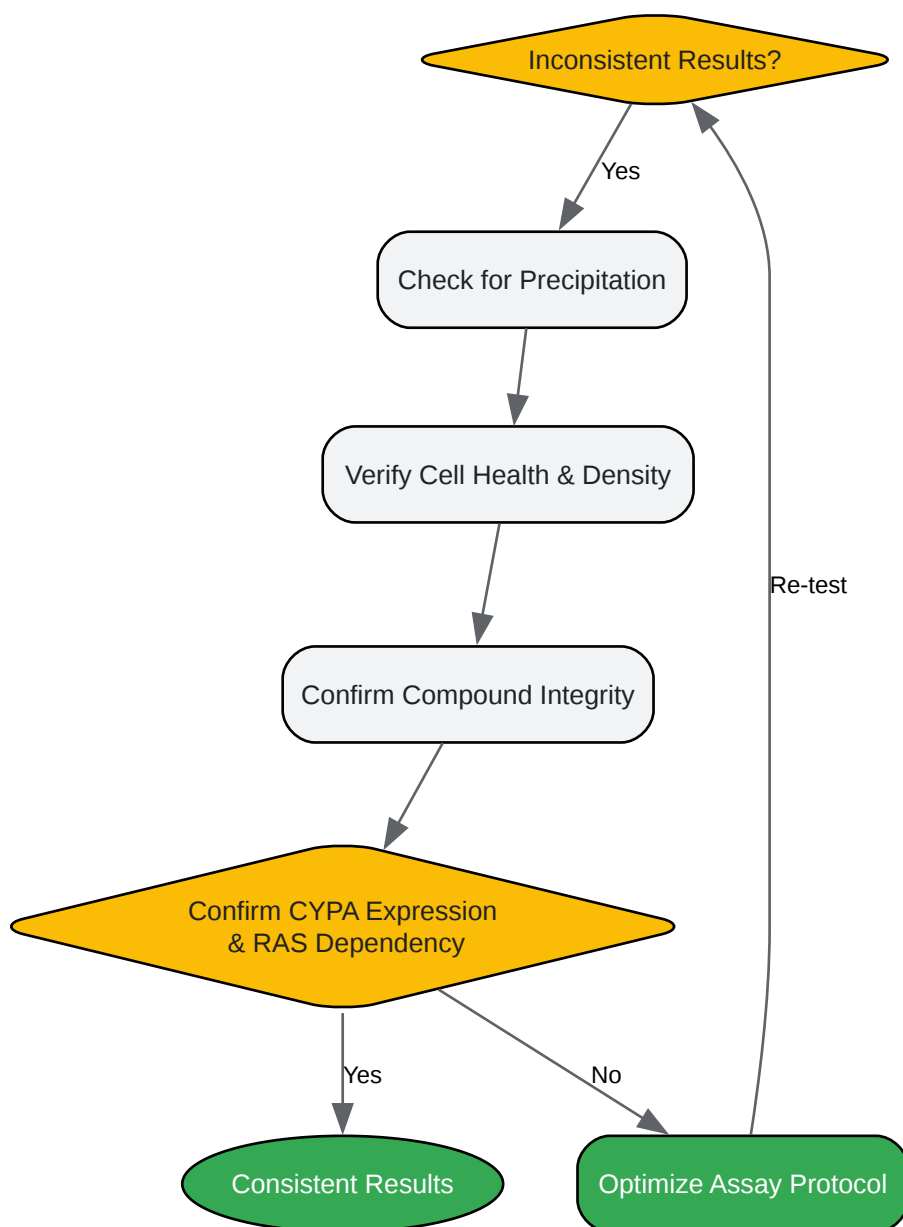 Inconsistent Results?
Yes
Check for Precipitation
Verify Cell Health & Density
Re-test
Confirm Compound Integrity
Confirm CYPA Expression
& RAS Dependency
Yes
No
Consistent Results
Optimize Assay Protocol